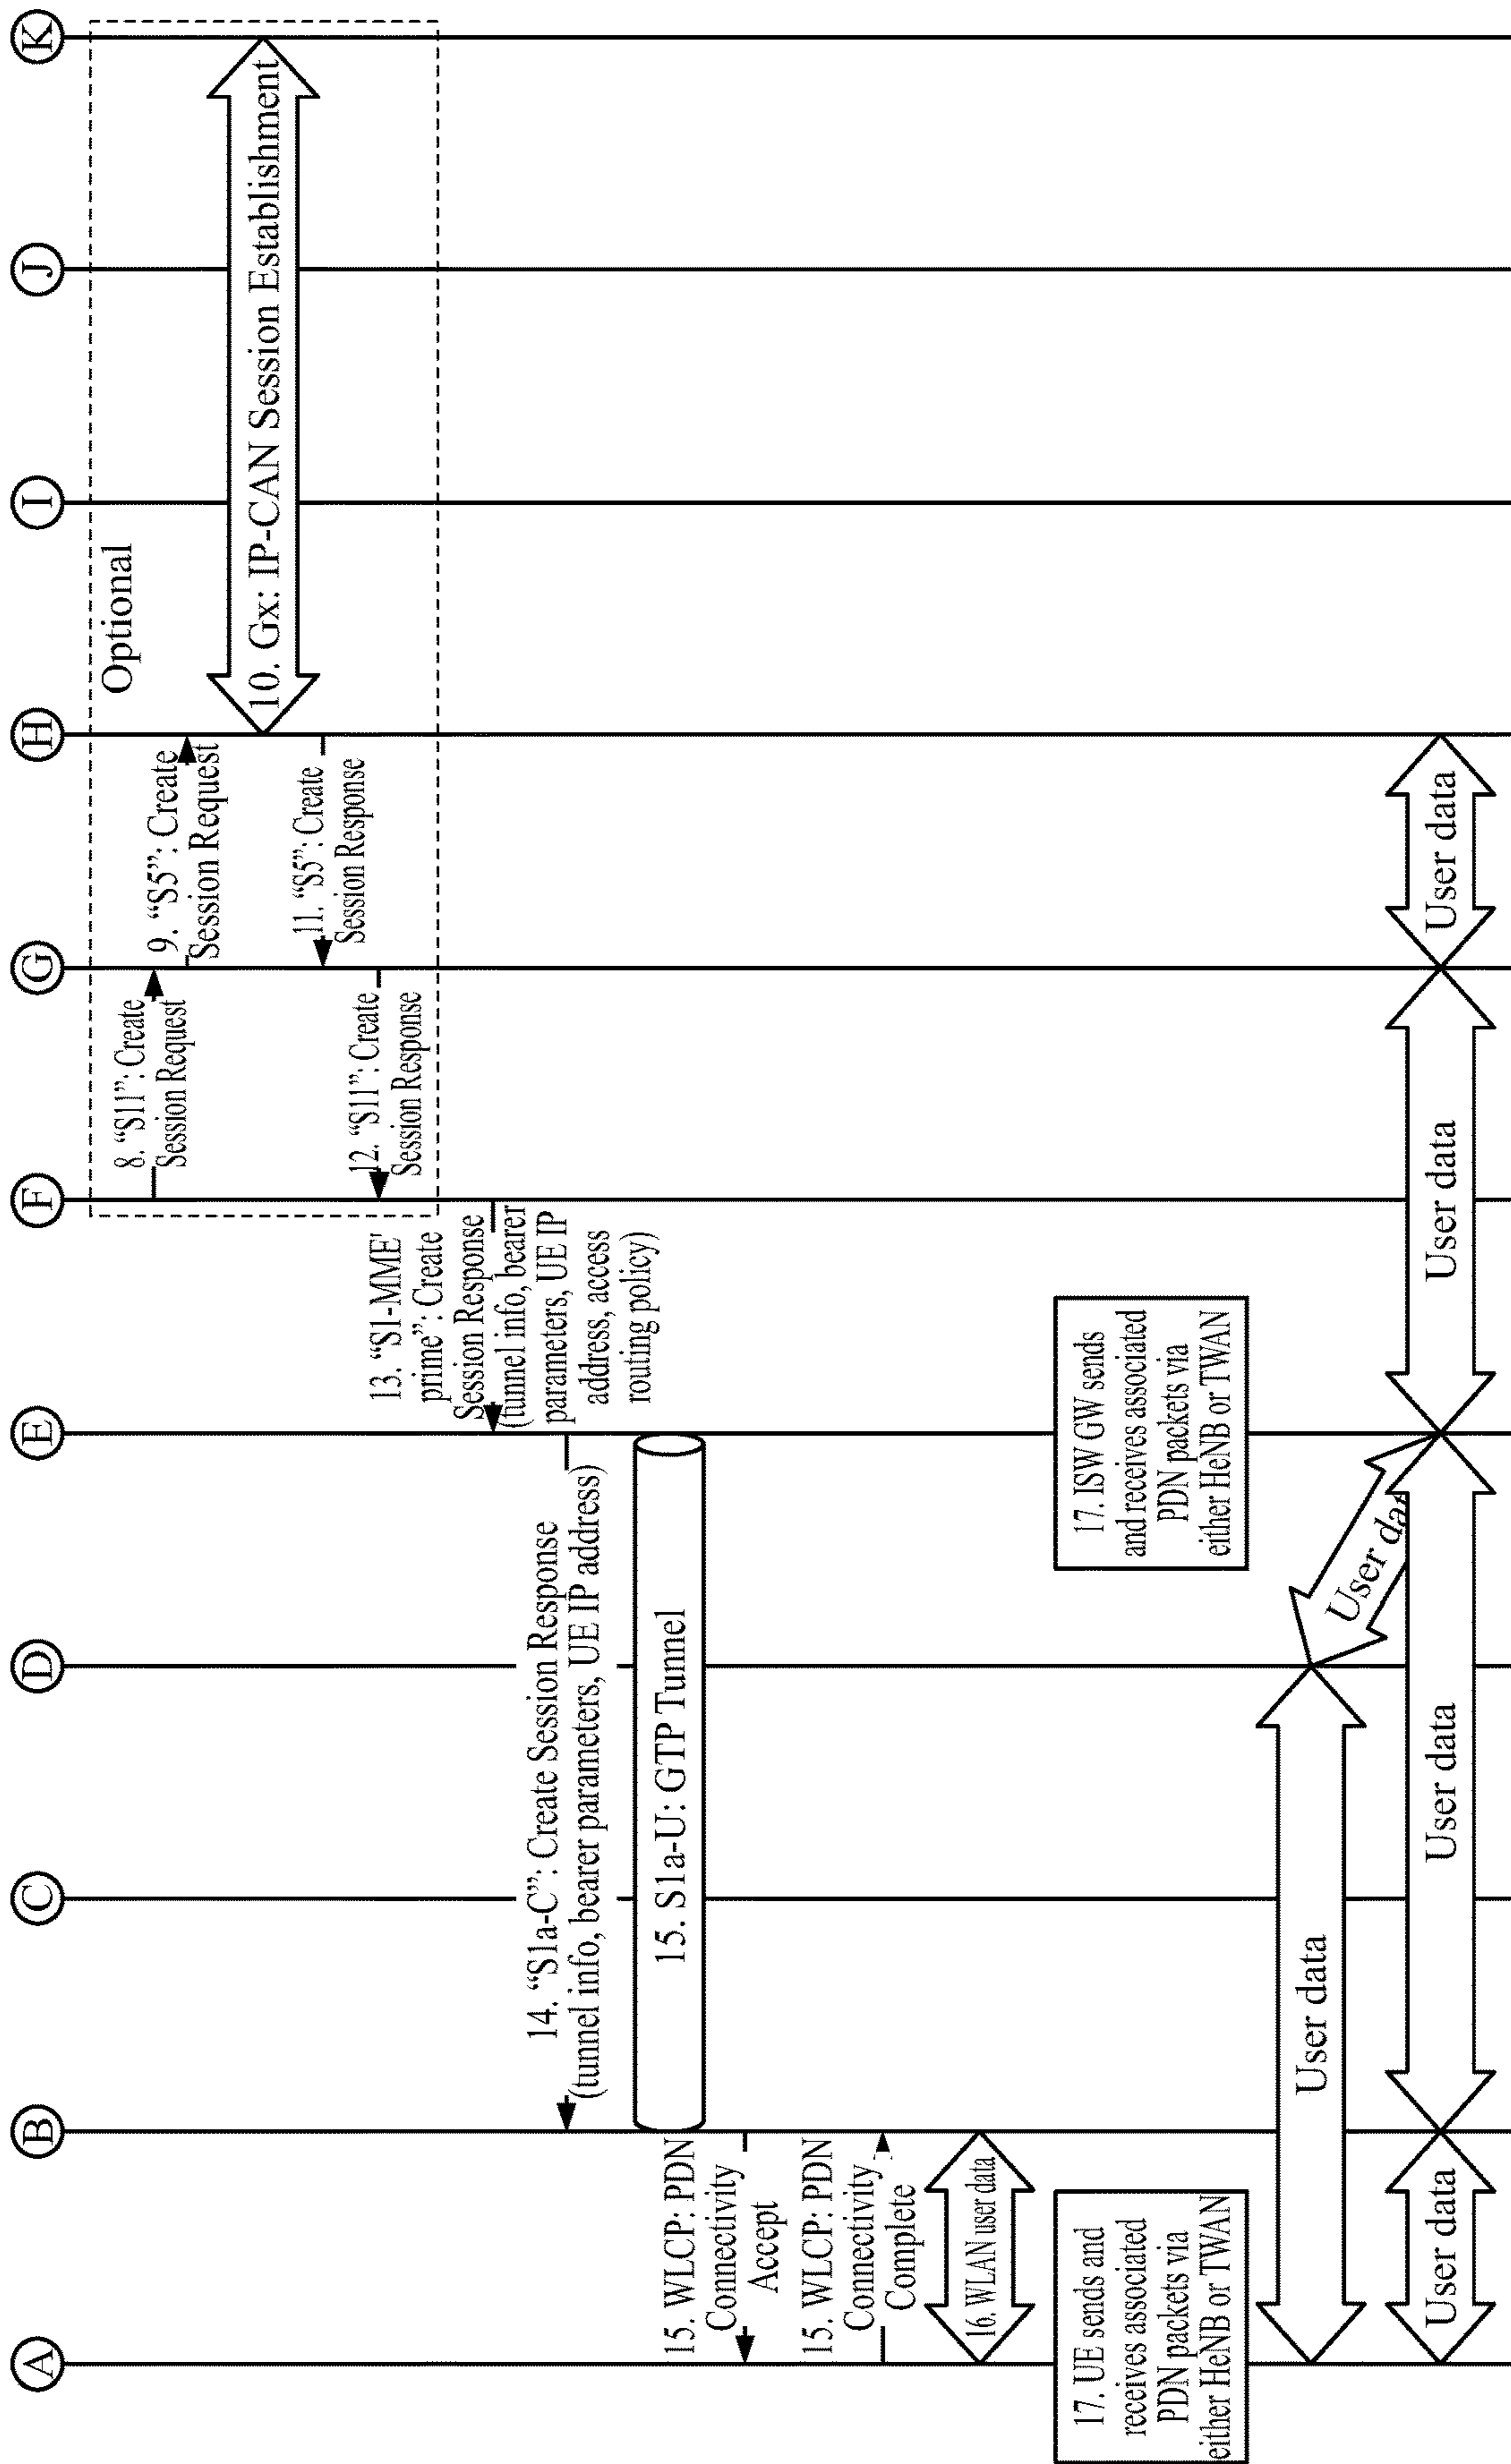 A
B
C
D
E
F
G
H
I
J
K
Optional
8. “S11”: Create
Session Request
9. “S5”: Create
Session Request
10. Gx: IP-CAN Session Establishment
11. “S5”: Create
Session Response
12. “S11”: Create
Session Response
13. “S1-MME'
prime”: Create
Session Response
(tunnel info, bearer
parameters, UE IP
address, access
routing policy)
14. “S1a-C”: Create Session Response
(tunnel info, bearer parameters, UE IP address)
15. S1a-U: GTP Tunnel
15. WLCP: PDN
Connectivity
Accept
15. WLCP: PDN
Connectivity
Complete
16. WLAN user data
17. UE sends and
receives associated
PDN packets via
either HeNB or TWAN
17. ISW GW sends
and receives associated
PDN packets via
either HeNB or TWAN
User data
User data
User data
User data
User data
User data